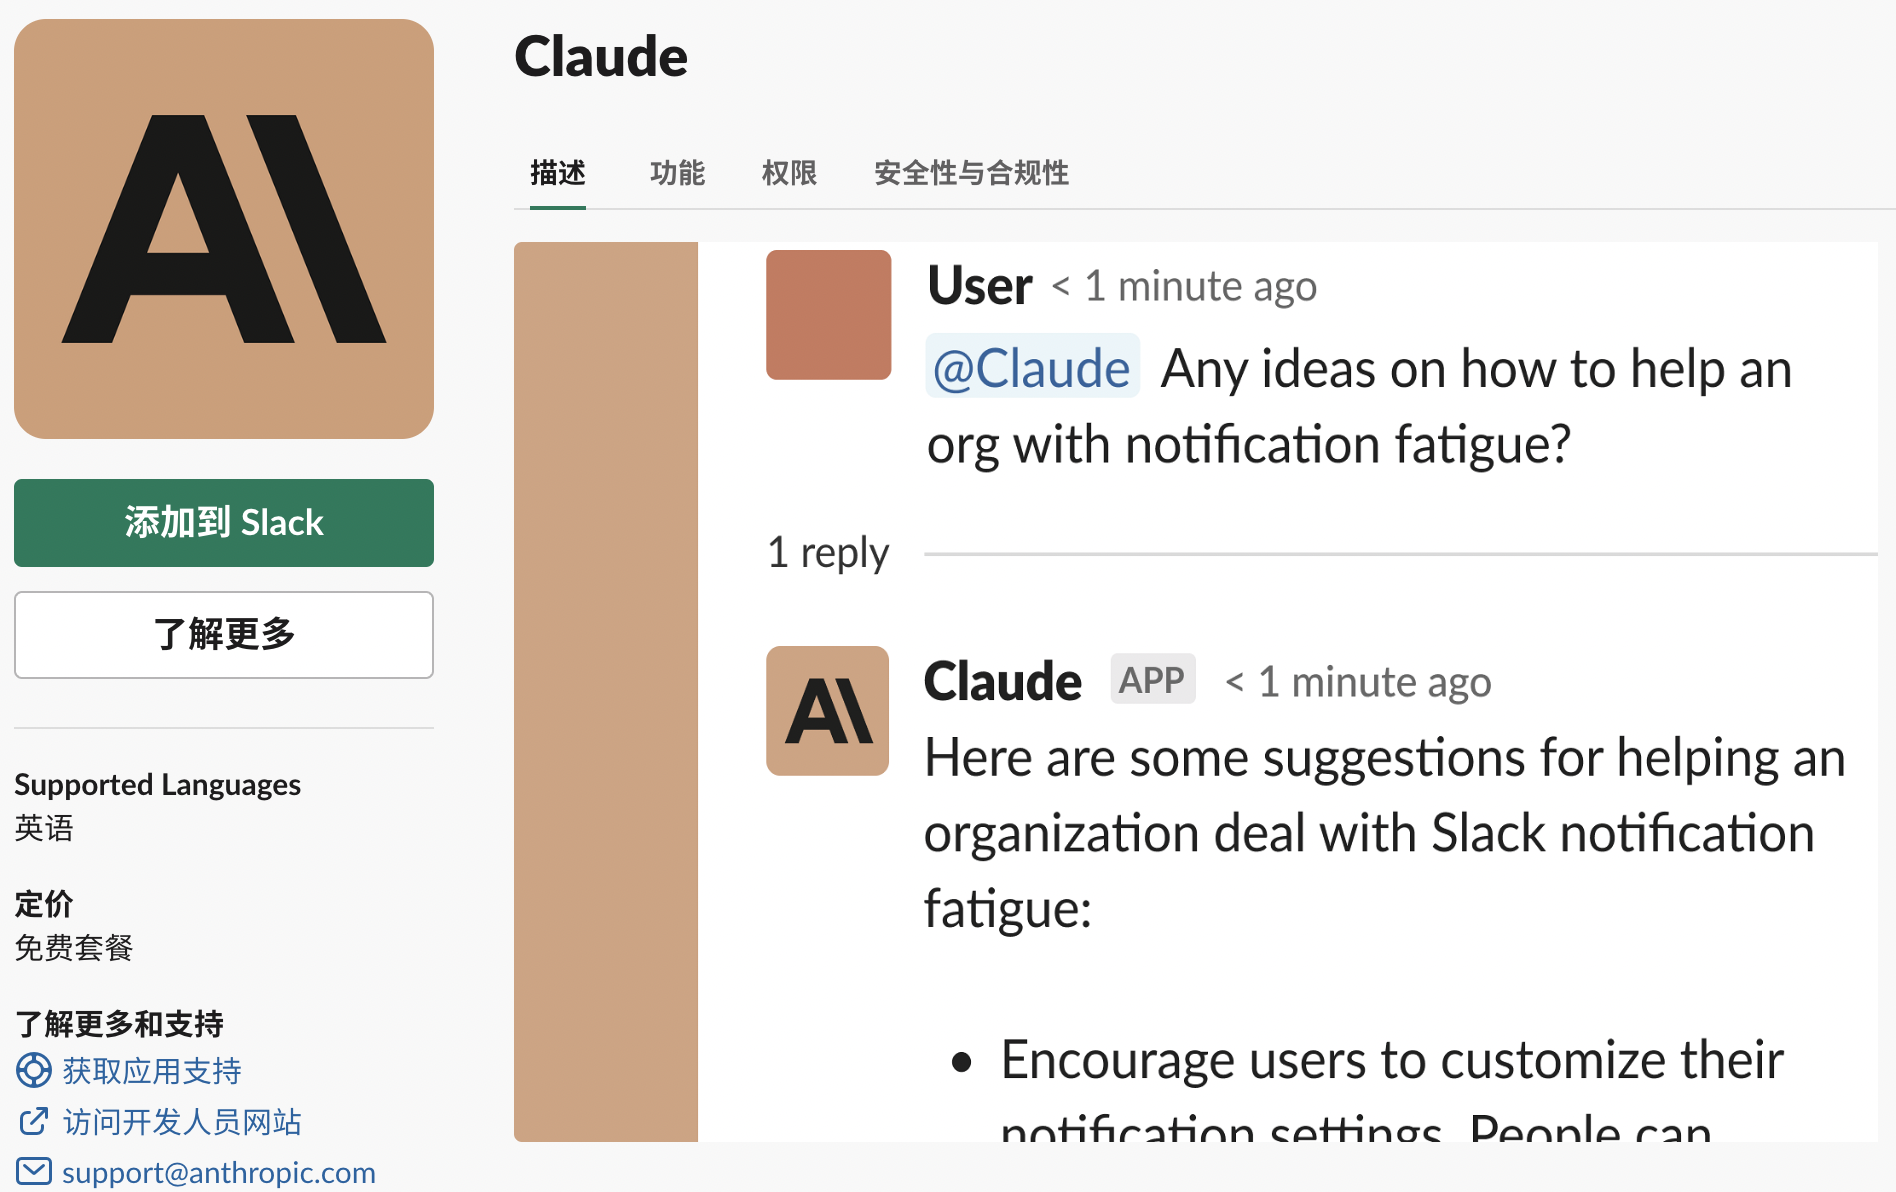 Claude
描述 功能 权限 安全性与合规性
添加到 Slack
了解更多
Supported Languages
英语
定价
免费套餐
了解更多和支持
获取应用支持
访问开发人员网站
support@anthropic.com
User < 1 minute ago
@Claude Any ideas on how to help an
org with notification fatigue?
1 reply
Claude APP < 1 minute ago
Here are some suggestions for helping an
organization deal with Slack notification
fatigue:
• Encourage users to customize their
notification settings. People can